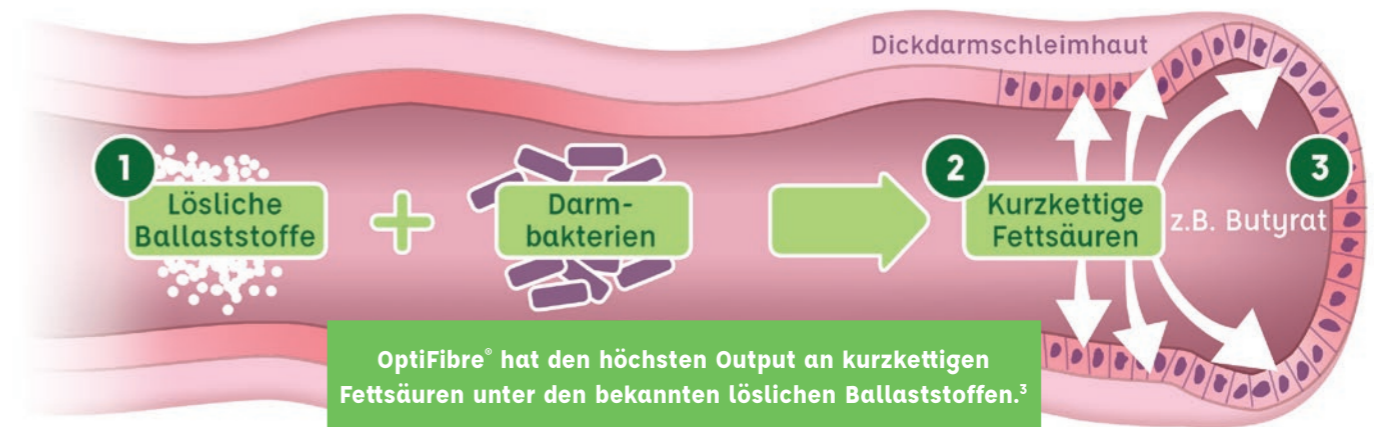 Dickdarmschleimhaut
1
Lösliche
Ballaststoffe
+
Darm-
bakterien
2
Kurzkettige
Fettsäuren
z.B. Butyrat
3
OptiFibre® hat den höchsten Output an kurzkettigen
Fettsäuren unter den bekannten löslichen Ballaststoffen.³